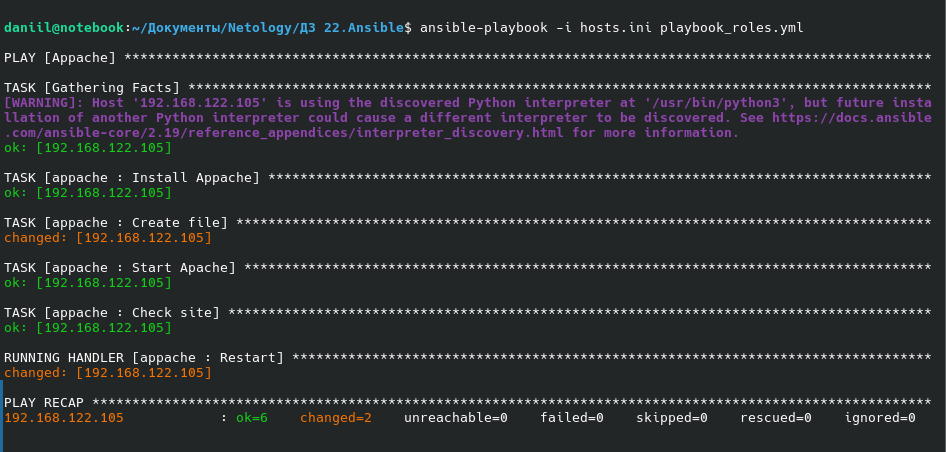 daniil@notebook:~/Документы/Netology/ДЗ 22.Ansible$ ansible-playbook -i hosts.ini playbook_roles.yml
PLAY [Appache] *****************************************************************************************************
TASK [Gathering Facts] *********************************************************************************************
[WARNING]: Host '192.168.122.105' is using the discovered Python interpreter at '/usr/bin/python3', but future insta
llation of another Python interpreter could cause a different interpreter to be discovered. See https://docs.ansible
.com/ansible-core/2.19/reference_appendices/interpreter_discovery.html for more information.
ok: [192.168.122.105]
TASK [appache : Install Appache] ***********************************************************************************
ok: [192.168.122.105]
TASK [appache : Create file] ***************************************************************************************
changed: [192.168.122.105]
TASK [appache : Start Apache] **************************************************************************************
ok: [192.168.122.105]
TASK [appache : Check site] ****************************************************************************************
ok: [192.168.122.105]
RUNNING HANDLER [appache : Restart] ********************************************************************************
changed: [192.168.122.105]
PLAY RECAP *********************************************************************************************************
192.168.122.105            : ok=6    changed=2    unreachable=0    failed=0    skipped=0    rescued=0    ignored=0